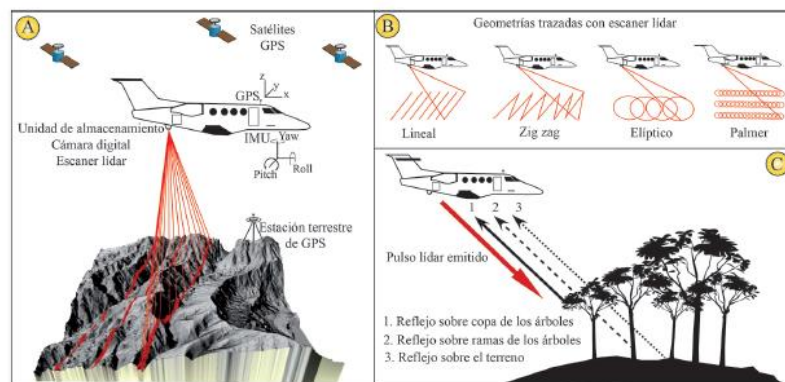 A
Satélites
GPS
GPS
z
y
x
Unidad de almacenamiento
Cámara digital
Escaner lidar
IMU
Yaw
Pitch
Roll
Estación terrestre
de GPS
B
Geometrías trazadas con escaner lidar
Lineal
Zig zag
Elíptico
Palmer
C
1 2 3
Pulso lídar emitido
1. Reflejo sobre copa de los árboles
2. Reflejo sobre ramas de los árboles
3. Reflejo sobre el terreno